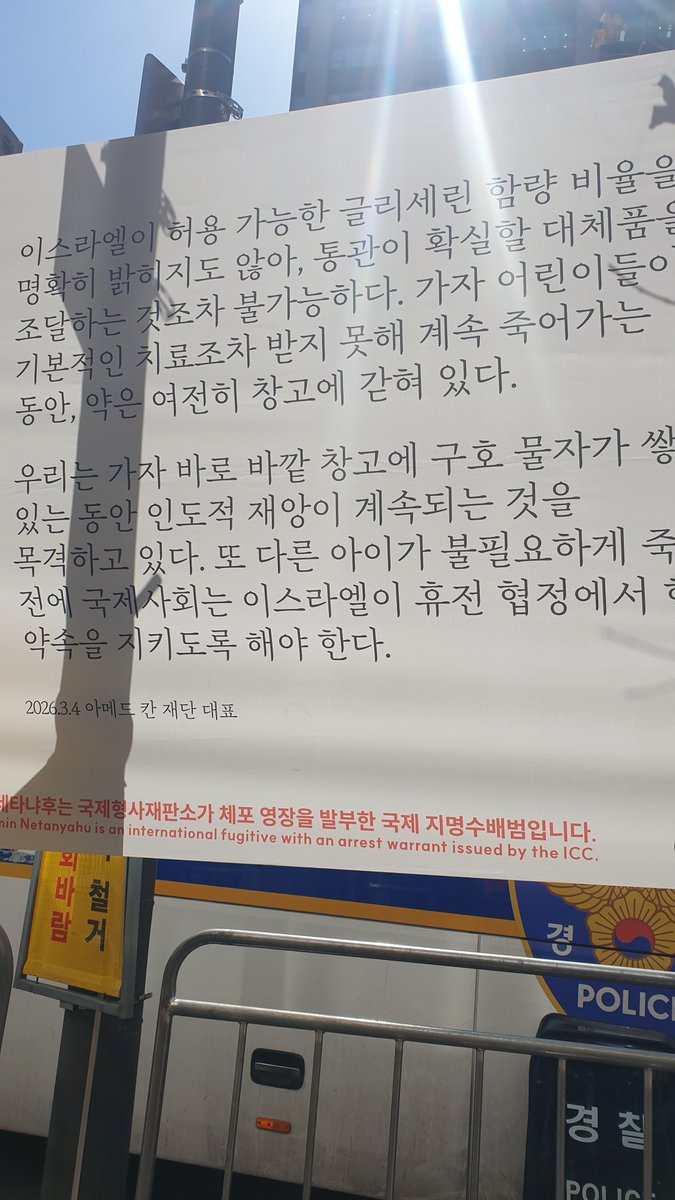 이스라엘이 허용 가능한 글리세린 함량 비율을
명확히 밝히지도 않아, 통관이 확실할 대체품을
조달하는 것조차 불가능하다. 가자 어린이들이
기본적인 치료조차 받지 못해 계속 죽어가는
동안, 약은 여전히 창고에 갇혀 있다.
우리는 가자 바로 바깥 창고에 구호 물자가 쌓
있는 동안 인도적 재앙이 계속되는 것을
목격하고 있다. 또 다른 아이가 불필요하게 죽
전에 국제사회는 이스라엘이 휴전 협정에서
약속을 지키도록 해야 한다.
2026.3.4 아메드 칸 재단 대표
네타냐후는 국제형사재판소가 체포 영장을 발부한 국제 지명수배범입니다.
min Netanyahu is an international fugitive with an arrest warrant issued by the ICC.
철거
바람
경
POLIC
경찰
POLIC